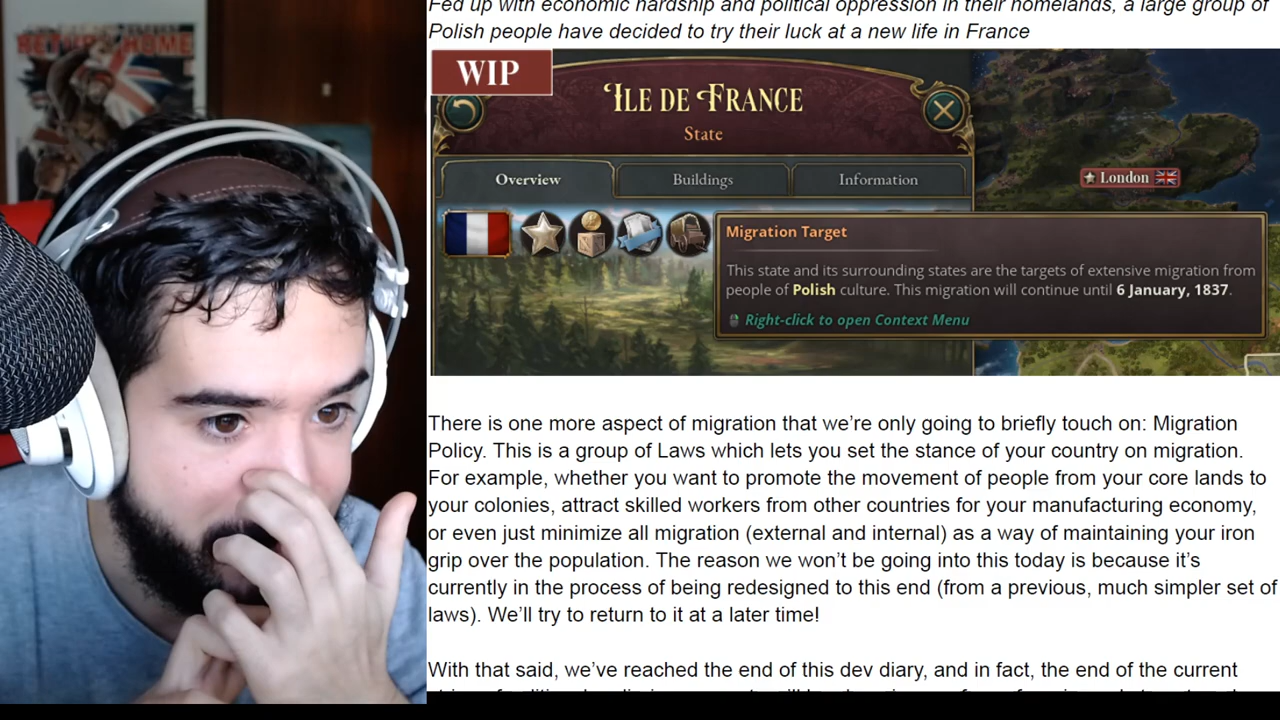 Fed up with economic hardship and political oppression in their homelands, a large group of
Polish people have decided to try their luck at a new life in France
WIP
ILE DE FRANCE
State
Overview
Buildings
Information
London
Migration Target
This state and its surrounding states are the targets of extensive migration from
people of Polish culture. This migration will continue until 6 January, 1837.
Right-click to open Context Menu
There is one more aspect of migration that we’re only going to briefly touch on: Migration
Policy. This is a group of Laws which lets you set the stance of your country on migration.
For example, whether you want to promote the movement of people from your core lands to
your colonies, attract skilled workers from other countries for your manufacturing economy,
or even just minimize all migration (external and internal) as a way of maintaining your iron
grip over the population. The reason we won’t be going into this today is because it’s
currently in the process of being redesigned to this end (from a previous, much simpler set of
laws). We’ll try to return to it at a later time!
With that said, we’ve reached the end of this dev diary, and in fact, the end of the current